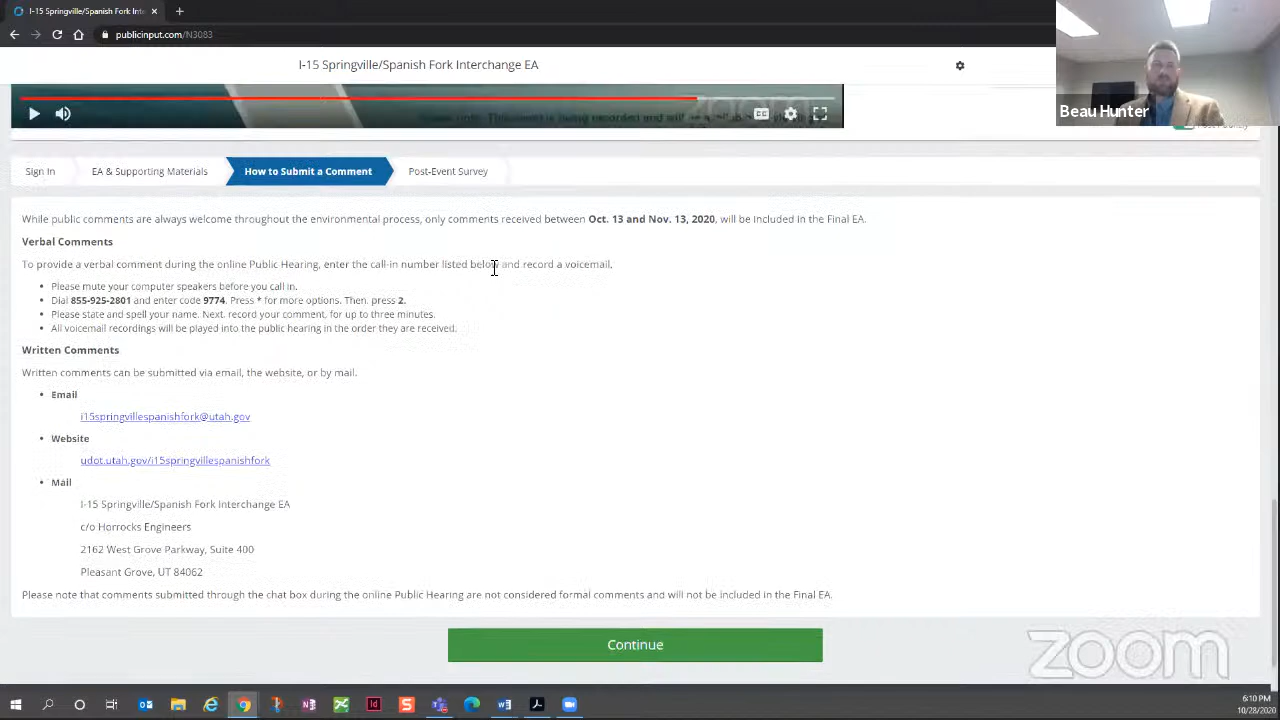 I-15 Springville/Spanish Fork Inte
publicinput.com/N3083
I-15 Springville/Spanish Fork Interchange EA
Beau Hunter
zoom
CC
Sign In
EA & Supporting Materials
How to Submit a Comment
Post-Event Survey
While public comments are always welcome throughout the environmental process, only comments received between Oct. 13 and Nov. 13, 2020, will be included in the Final EA.
Verbal Comments
To provide a verbal comment during the online Public Hearing, enter the call-in number listed below and record a voicemail.
• Please mute your computer speakers before you call in.
• Dial 855-925-2801 and enter code 9774. Press * for more options. Then, press 2.
• Please state and spell your name. Next, record your comment, for up to three minutes.
• All voicemail recordings will be played into the public hearing in the order they are received.
Written Comments
Written comments can be submitted via email, the website, or by mail.
• Email
i15springvillespanishfork@utah.gov
• Website
udot.utah.gov/i15springvillespanishfork
• Mail
I-15 Springville/Spanish Fork Interchange EA
c/o Horrocks Engineers
2162 West Grove Parkway, Suite 400
Pleasant Grove, UT 84062
Please note that comments submitted through the chat box during the online Public Hearing are not considered formal comments and will not be included in the Final EA.
Continue
zoom
6:10 PM
10/28/2020